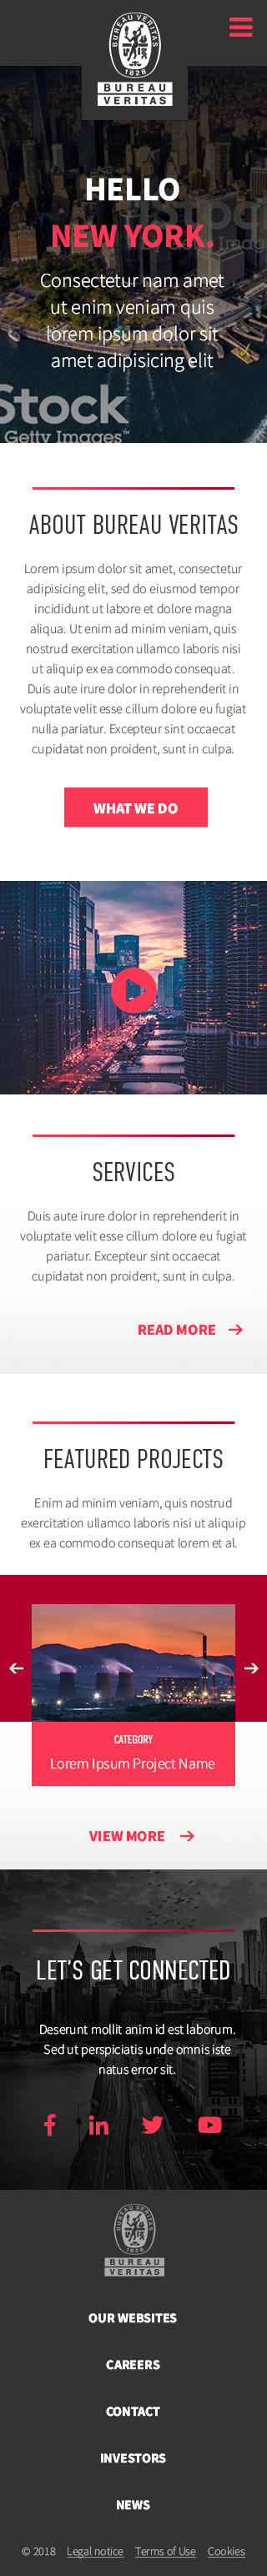 BUREAU VERITAS
1828
BUREAU
VERITAS
HELLO
NEW YORK.
Consectetur nam amet
ut enim veniam quis
lorem ipsum dolor sit
amet adipisicing elit
iStock
Getty Images™
ABOUT BUREAU VERITAS
Lorem ipsum dolor sit amet, consectetur
adipisicing elit, sed do eiusmod tempor
incididunt ut labore et dolore magna
aliqua. Ut enim ad minim veniam, quis
nostrud exercitation ullamco laboris nisi
ut aliquip ex ea commodo consequat.
Duis aute irure dolor in reprehenderit in
voluptate velit esse cillum dolore eu fugiat
nulla pariatur. Excepteur sint occaecat
cupidatat non proident, sunt in culpa.
WHAT WE DO
SERVICES
Duis aute irure dolor in reprehenderit in
voluptate velit esse cillum dolore eu fugiat
pariatur. Excepteur sint occaecat
cupidatat non proident, sunt in culpa.
READ MORE
FEATURED PROJECTS
Enim ad minim veniam, quis nostrud
exercitation ullamco laboris nisi ut aliquip
ex ea commodo consequat lorem et al.
CATEGORY
Lorem Ipsum Project Name
VIEW MORE
LET'S GET CONNECTED
Deserunt mollit anim id est laborum.
Sed ut perspiciatis unde omnis iste
natus error sit.
BUREAU VERITAS
1828
BUREAU
VERITAS
OUR WEBSITES
CAREERS
CONTACT
INVESTORS
NEWS
© 2018 Legal notice Terms of Use Cookies